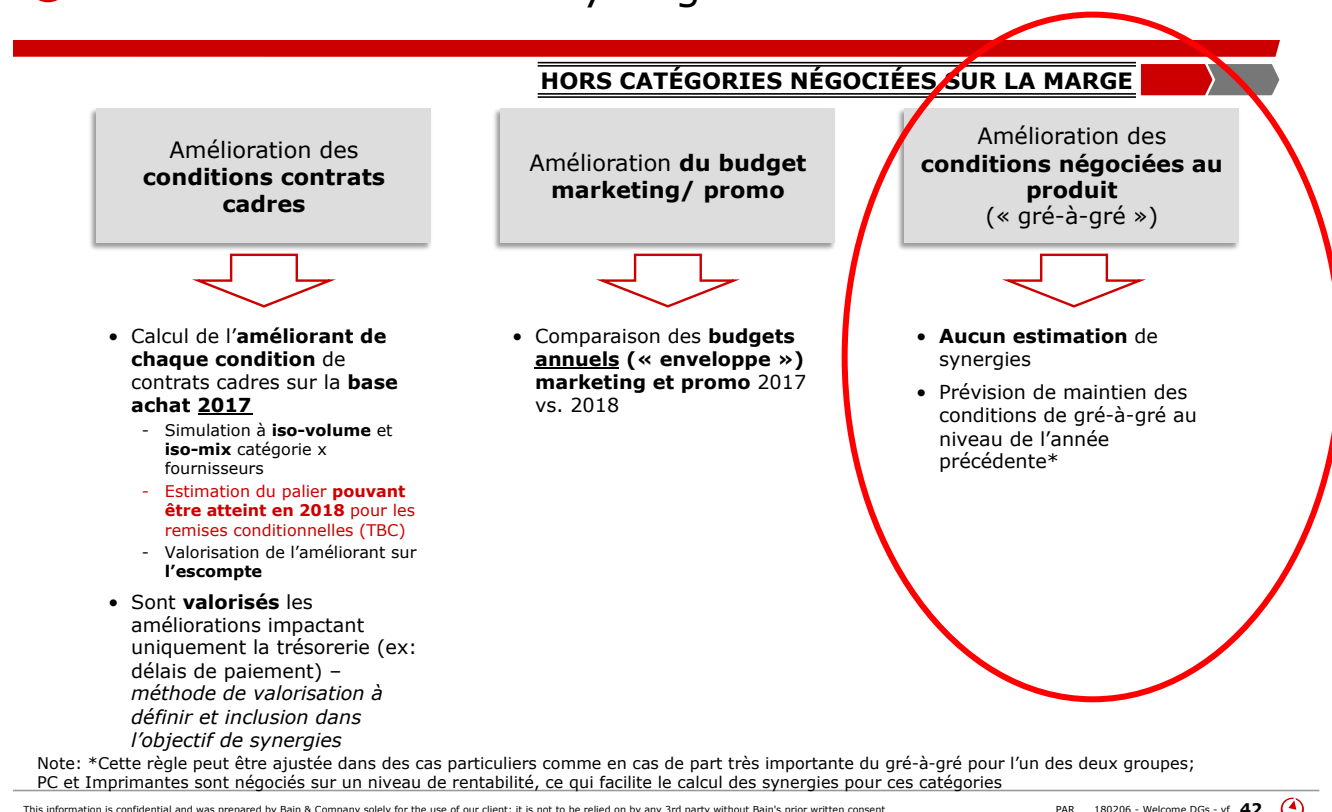 HORS CATÉGORIES NÉGOCIÉES SUR LA MARGE
Amélioration des
conditions contrats
cadres
Amélioration du budget
marketing/ promo
Amélioration des
conditions négociées au
produit
(« gré-à-gré »)
• Calcul de l’améliorant de
chaque condition de
contrats cadres sur la base
achat 2017
- Simulation à iso-volume et
iso-mix catégorie x
fournisseurs
- Estimation du palier pouvant
être atteint en 2018 pour les
remises conditionnelles (TBC)
- Valorisation de l’améliorant sur
l’escompte
• Sont valorisés les
améliorations impactant
uniquement la trésorerie (ex:
délais de paiement) –
méthode de valorisation à
définir et inclusion dans
l’objectif de synergies
• Comparaison des budgets
annuels (« enveloppe »)
marketing et promo 2017
vs. 2018
• Aucun estimation de
synergies
• Prévision de maintien des
conditions de gré-à-gré au
niveau de l’année
précédente*
Note: *Cette règle peut être ajustée dans des cas particuliers comme en cas de part très importante du gré-à-gré pour l’un des deux groupes;
PC et Imprimantes sont négociés sur un niveau de rentabilité, ce qui facilite le calcul des synergies pour ces catégories
This information is confidential and was prepared by Bain & Company solely for the use of our client; it is not to be relied on by any 3rd party without Bain's prior written consent
PAR 180206 - Welcome DGs - vf 42